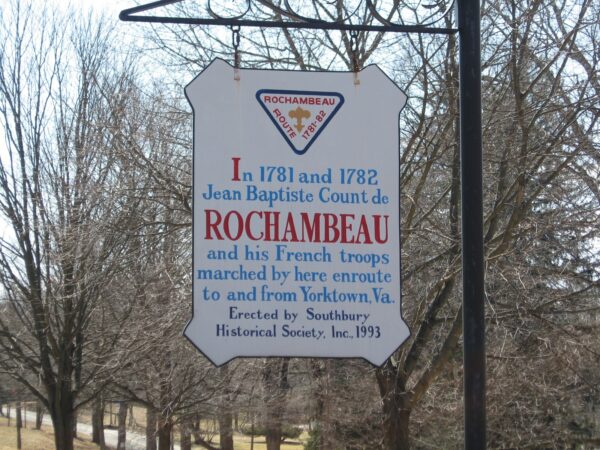 ROCHAMBEAU
ROUTE 1781-82
In 1781 and 1782
Jean Baptiste Count de
ROCHAMBEAU
and his French troops
marched by here enroute
to and from Yorktown, Va.
Erected by Southbury
Historical Society, Inc., 1993